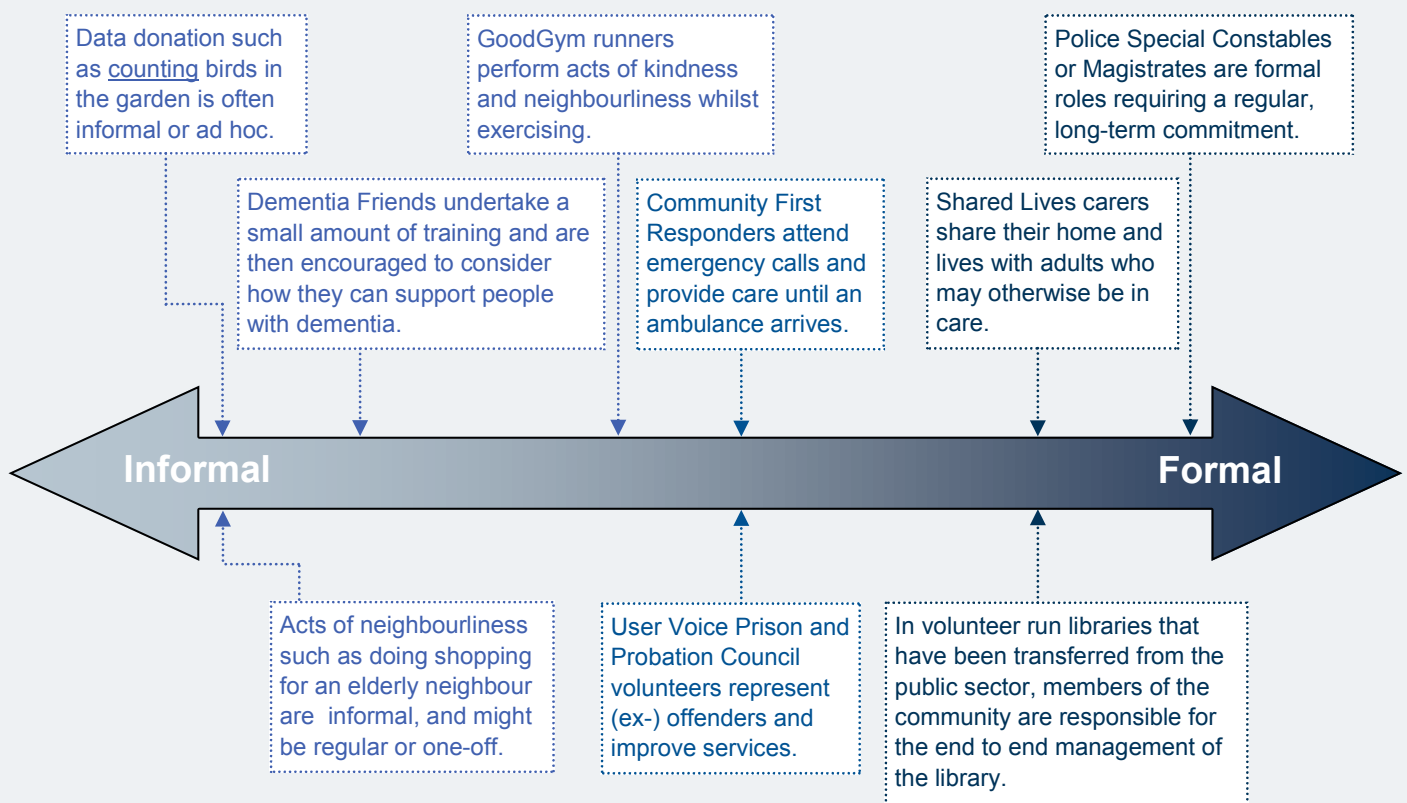 Data donation such
as counting birds in
the garden is often
informal or ad hoc.
GoodGym runners
perform acts of kindness
and neighbourliness whilst
exercising.
Police Special Constables
or Magistrates are formal
roles requiring a regular,
long-term commitment.
Dementia Friends undertake a
small amount of training and are
then encouraged to consider
how they can support people
with dementia.
Community First
Responders attend
emergency calls and
provide care until an
ambulance arrives.
Shared Lives carers
share their home and
lives with adults who
may otherwise be in
care.
Informal
Formal
Acts of neighbourliness
such as doing shopping
for an elderly neighbour
are  informal, and might
be regular or one-off.
User Voice Prison and
Probation Council
volunteers represent
(ex-) offenders and
improve services.
In volunteer run libraries that
have been transferred from the
public sector, members of the
community are responsible for
the end to end management of
the library.